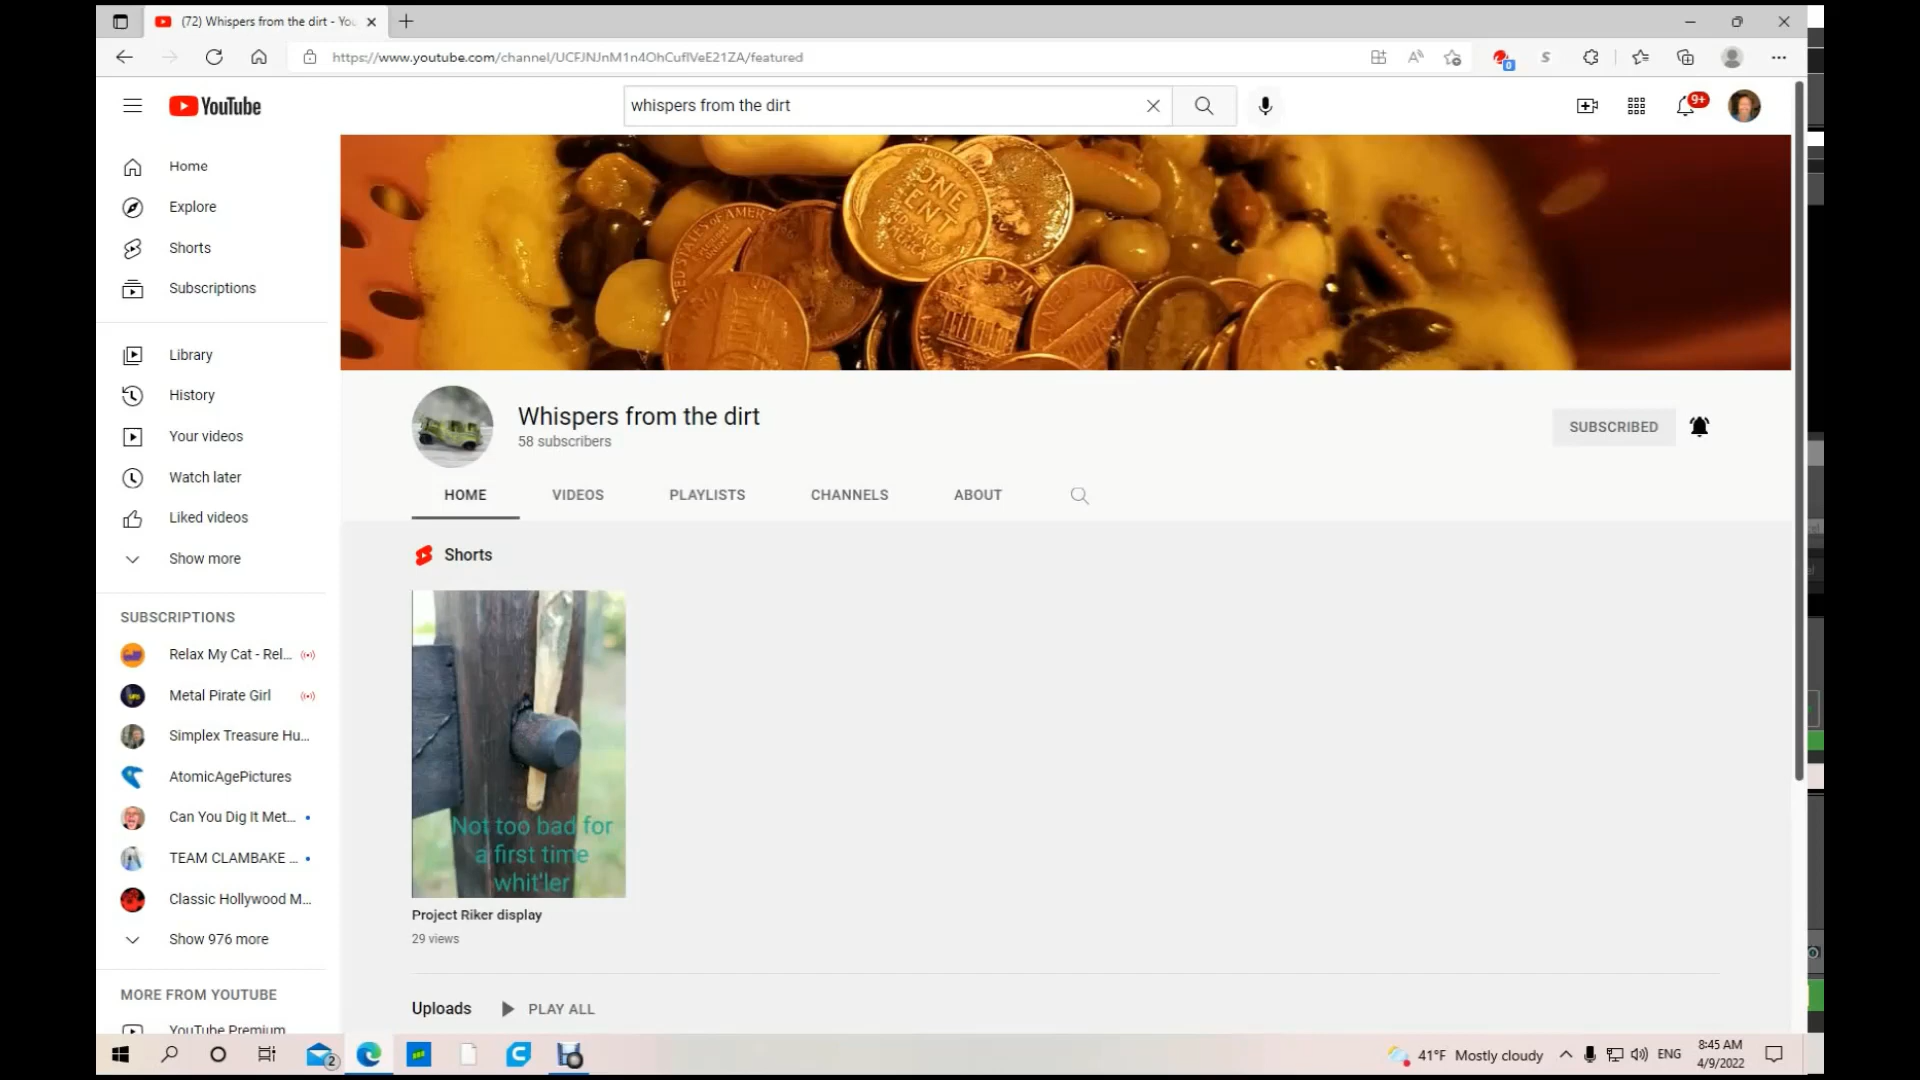 (72) Whispers from the dirt - You
https://www.youtube.com/channel/UCFJNJnM1n4OhCuflVeE21ZA/featured
YouTube
whispers from the dirt
9+
Home
Explore
Shorts
Subscriptions
Library
History
Your videos
Watch later
Liked videos
Show more
SUBSCRIPTIONS
Relax My Cat - Rel...
Metal Pirate Girl
Simplex Treasure Hu...
AtomicAgePictures
Can You Dig It Met...
TEAM CLAMBAKE ...
Classic Hollywood M...
Show 976 more
MORE FROM YOUTUBE
YouTube Premium
ONE
CENT
Whispers from the dirt
58 subscribers
SUBSCRIBED
HOME VIDEOS PLAYLISTS CHANNELS ABOUT
Shorts
Not too bad for
a first time
whit'ler
Project Riker display
29 views
Uploads PLAY ALL
2
41°F Mostly cloudy
ENG
8:45 AM
4/9/2022